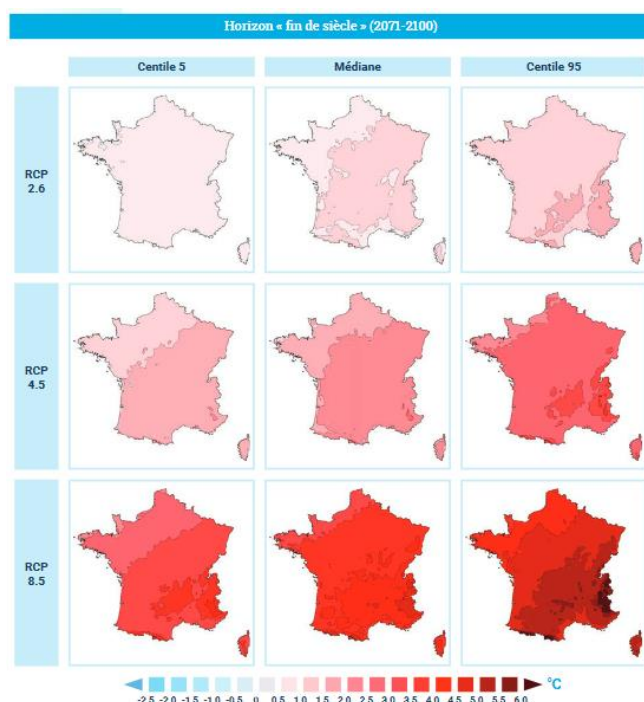 Horizon « fin de siècle » (2071-2100)
Centile 5 Médiane Centile 95
RCP
2.6
RCP
4.5
RCP
8.5
°C
-2.5 -2.0 -1.5 -1.0 -0.5 0 0.5 1.0 1.5 2.0 2.5 3.0 3.5 4.0 4.5 5.0 5.5 6.0